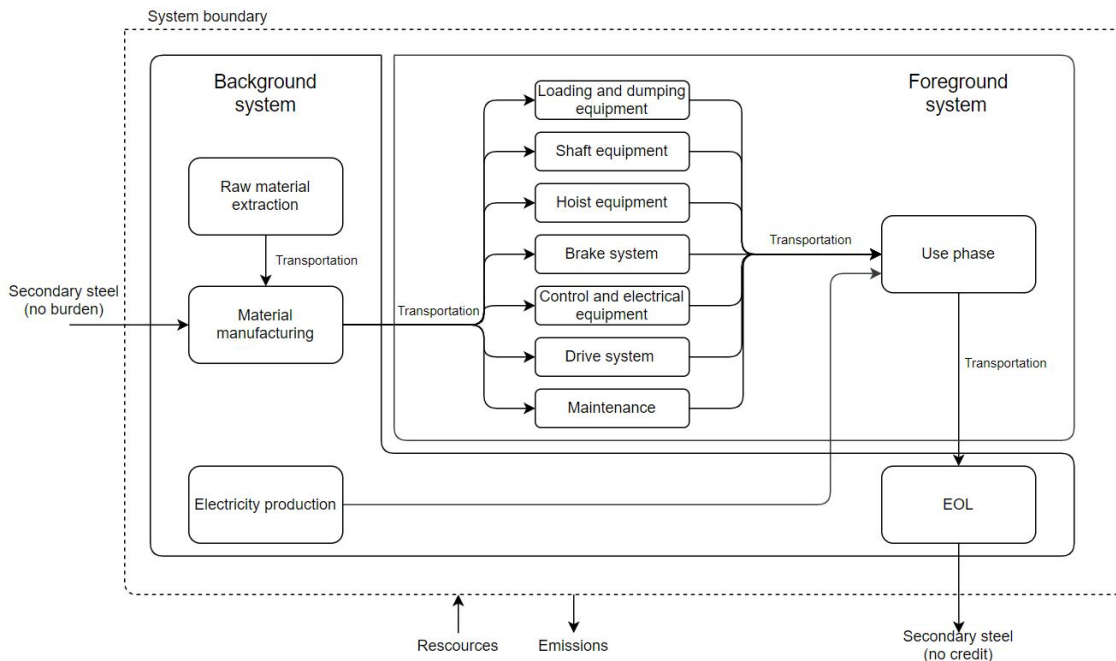 System boundary
Background
system
Foreground
system
Loading and dumping
equipment
Shaft equipment
Raw material
extraction
Hoist equipment
Transportation
Brake system
Transportation
Use phase
Secondary steel
(no burden)
Material
manufacturing
Transportation
Control and electrical
equipment
Drive system
Transportation
Maintenance
Electricity production
EOL
Rescources
Emissions
Secondary steel
(no credit)